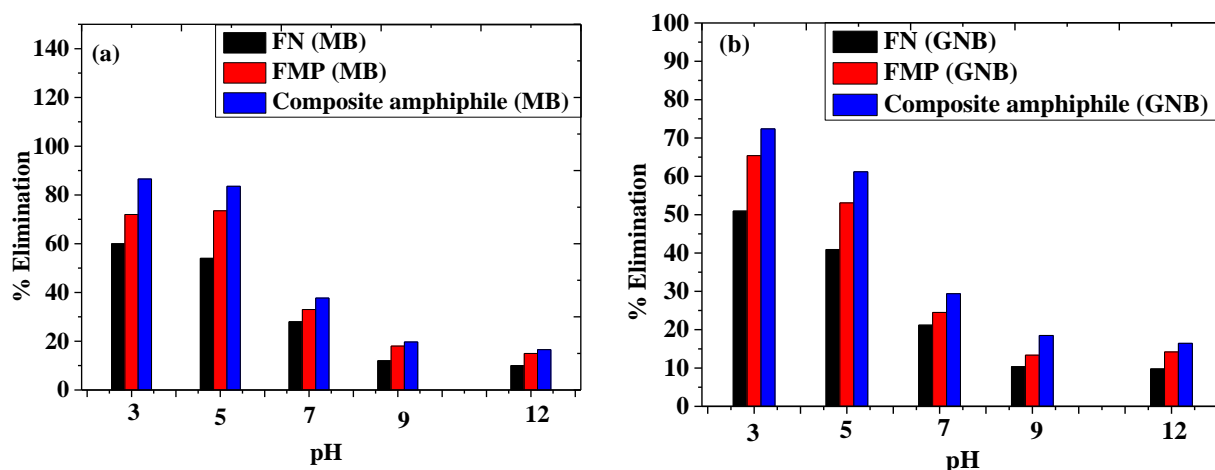 (a)
FN (MB)
FMP (MB)
Composite amphiphile (MB)
% Elimination
140
120
100
80
60
40
20
0
3 5 7 9 12
pH
(b)
FN (GNB)
FMP (GNB)
Composite amphiphile (GNB)
% Elimination
100
90
80
70
60
50
40
30
20
10
0
3 5 7 9 12
pH